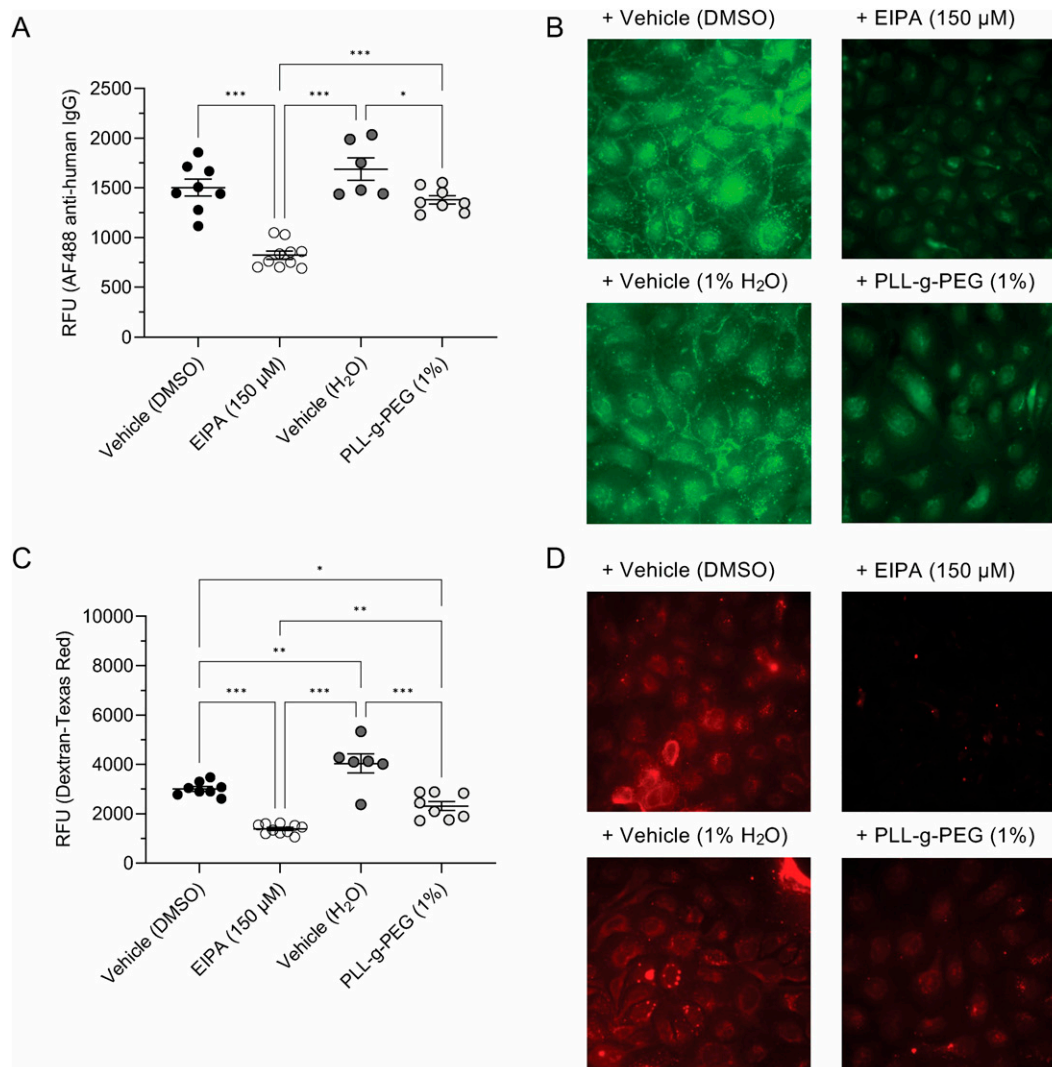 A
RFU (AF488 anti-human IgG)
2500
2000
1500
1000
500
0
***
***
***
*
Vehicle (DMSO)
EIPA (150 µM)
Vehicle (H₂O)
PLL-g-PEG (1%)
B
+ Vehicle (DMSO)
+ EIPA (150 µM)
+ Vehicle (1% H₂O)
+ PLL-g-PEG (1%)
C
RFU (Dextran-Texas Red)
10000
8000
6000
4000
2000
0
*
**
**
***
***
***
Vehicle (DMSO)
EIPA (150 µM)
Vehicle (H₂O)
PLL-g-PEG (1%)
D
+ Vehicle (DMSO)
+ EIPA (150 µM)
+ Vehicle (1% H₂O)
+ PLL-g-PEG (1%)